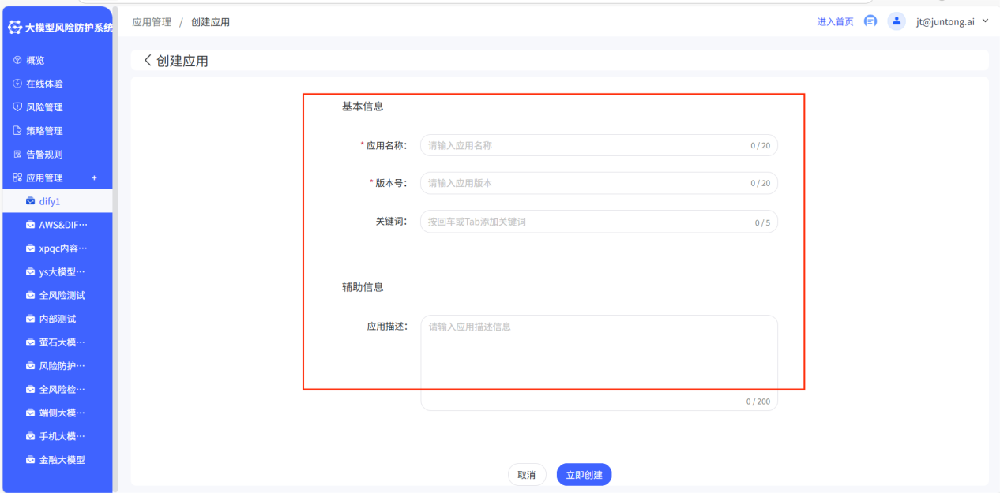 大模型风险防护系统
概览
在线体验
风险管理
策略管理
告警规则
应用管理 +
dify1
AWS&DIF···
xpqc内容···
ys大模型···
全风险测试
内部测试
萤石大模···
风险防护···
全风险检···
端侧大模···
手机大模···
金融大模型
应用管理 / 创建应用
进入首页 jt@juntong.ai
创建应用
基本信息
* 应用名称: 请输入应用名称 0 / 20
* 版本号: 请输入应用版本 0 / 20
关键词: 按回车或Tab添加关键词 0 / 5
辅助信息
应用描述: 请输入应用描述信息
0 / 200
取消 立即创建